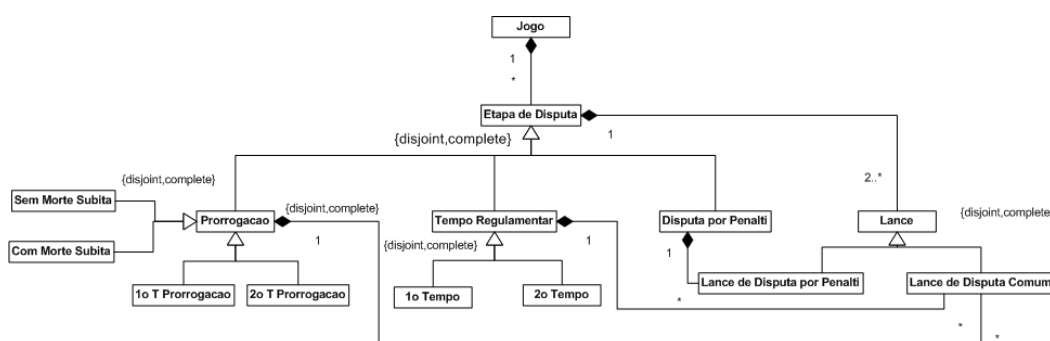 Jogo
1
*
Etapa de Disputa
1
{disjoint,complete}
{disjoint,complete}
2..*
Sem Morte Subita
{disjoint,complete}
{disjoint,complete
Prorrogacao
Tempo Regulamentar
Disputa por Penalti
Lance
1
{disjoint,complete}
1
1
Com Morte Subita
1o T Prorrogacao
2o T Prorrogacao
1o Tempo
2o Tempo
Lance de Disputa por Penalti
Lance de Disputa Comum
*
*
*